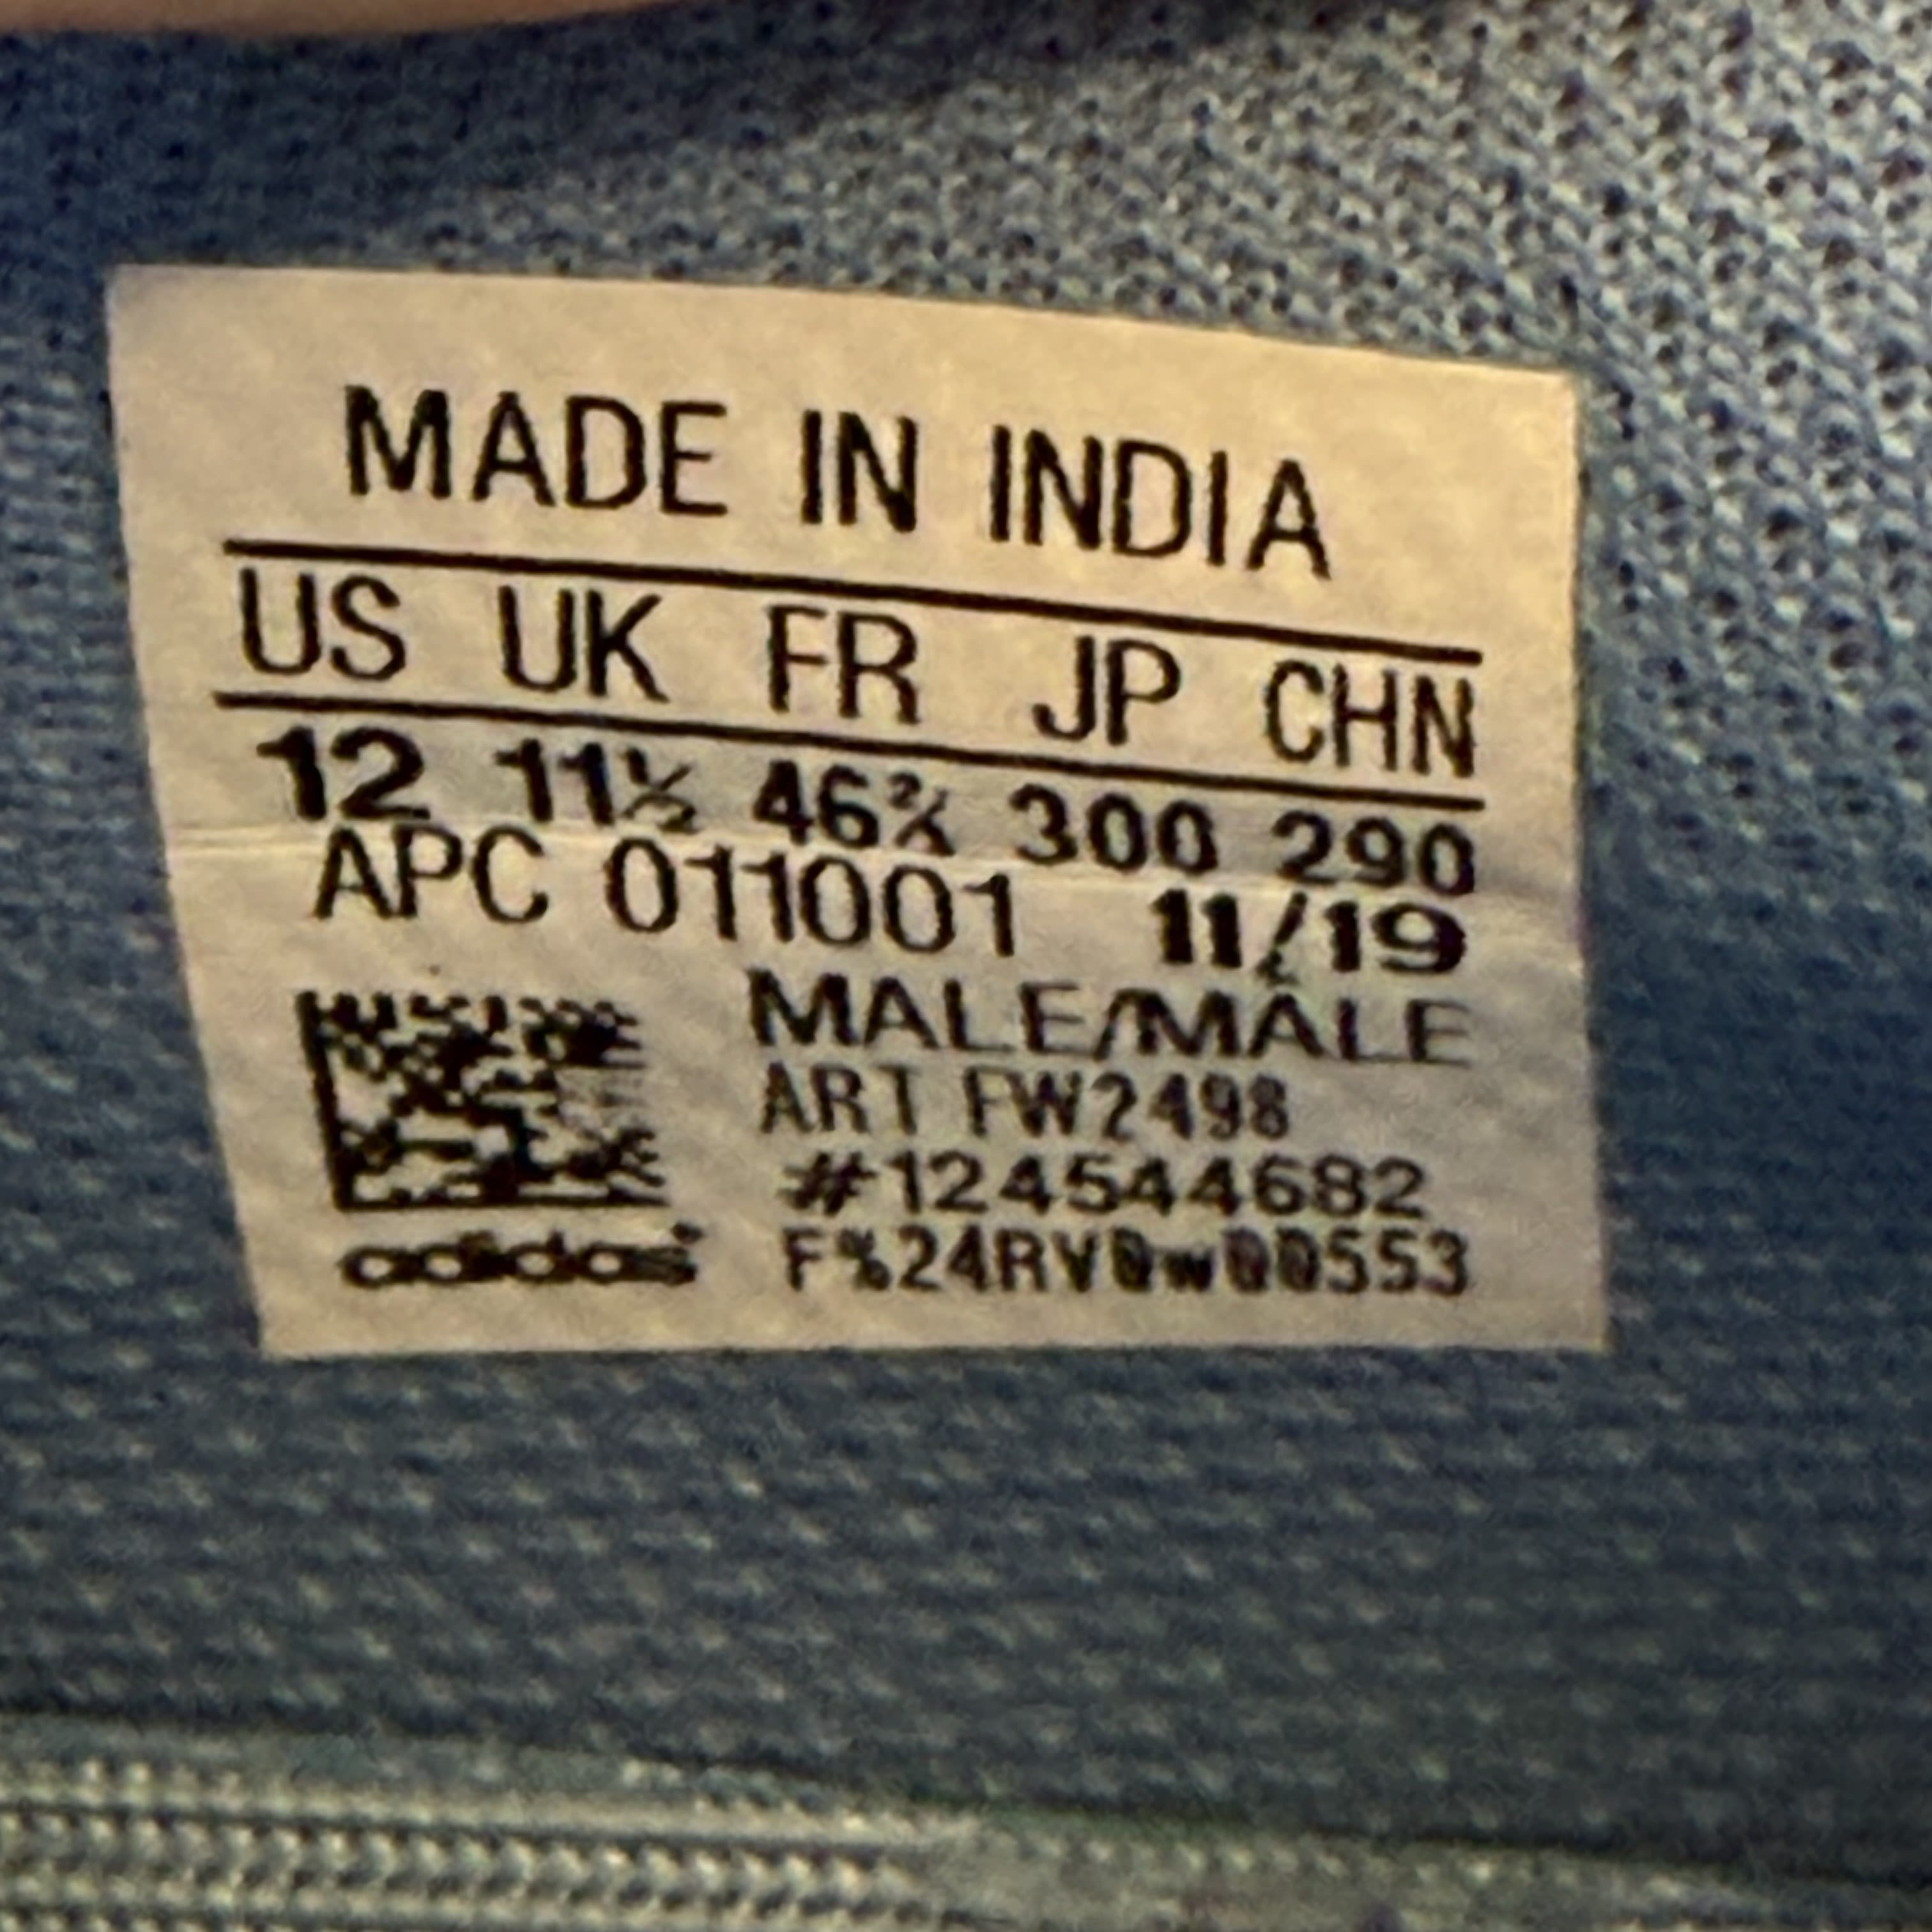 MADE IN INDIA
US UK FR JP CHN
12 11½ 46⅔ 300 290
APC 011001 11/19
MALE/MÂLE
ART FW2498
#124544682
adidas F%24RV0w00553